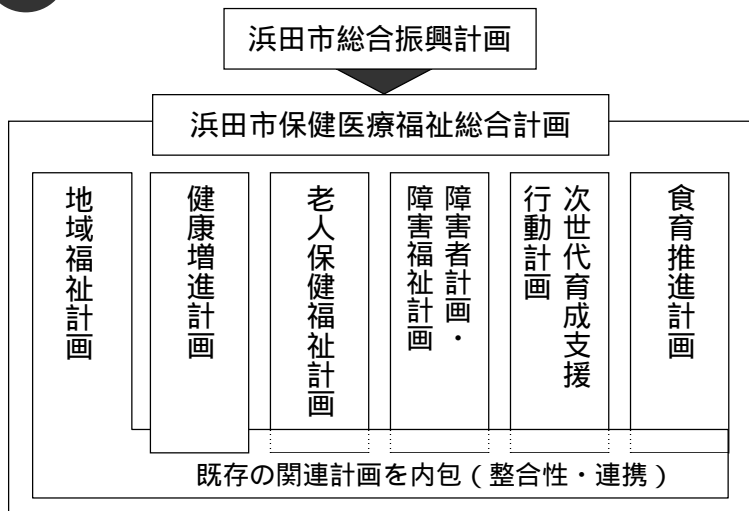 浜田市総合振興計画
浜田市保健医療福祉総合計画
地域福祉計画
健康増進計画
老人保健福祉計画
障害者計画・
障害福祉計画
次世代育成支援
行動計画
食育推進計画
既存の関連計画を内包（整合性・連携）